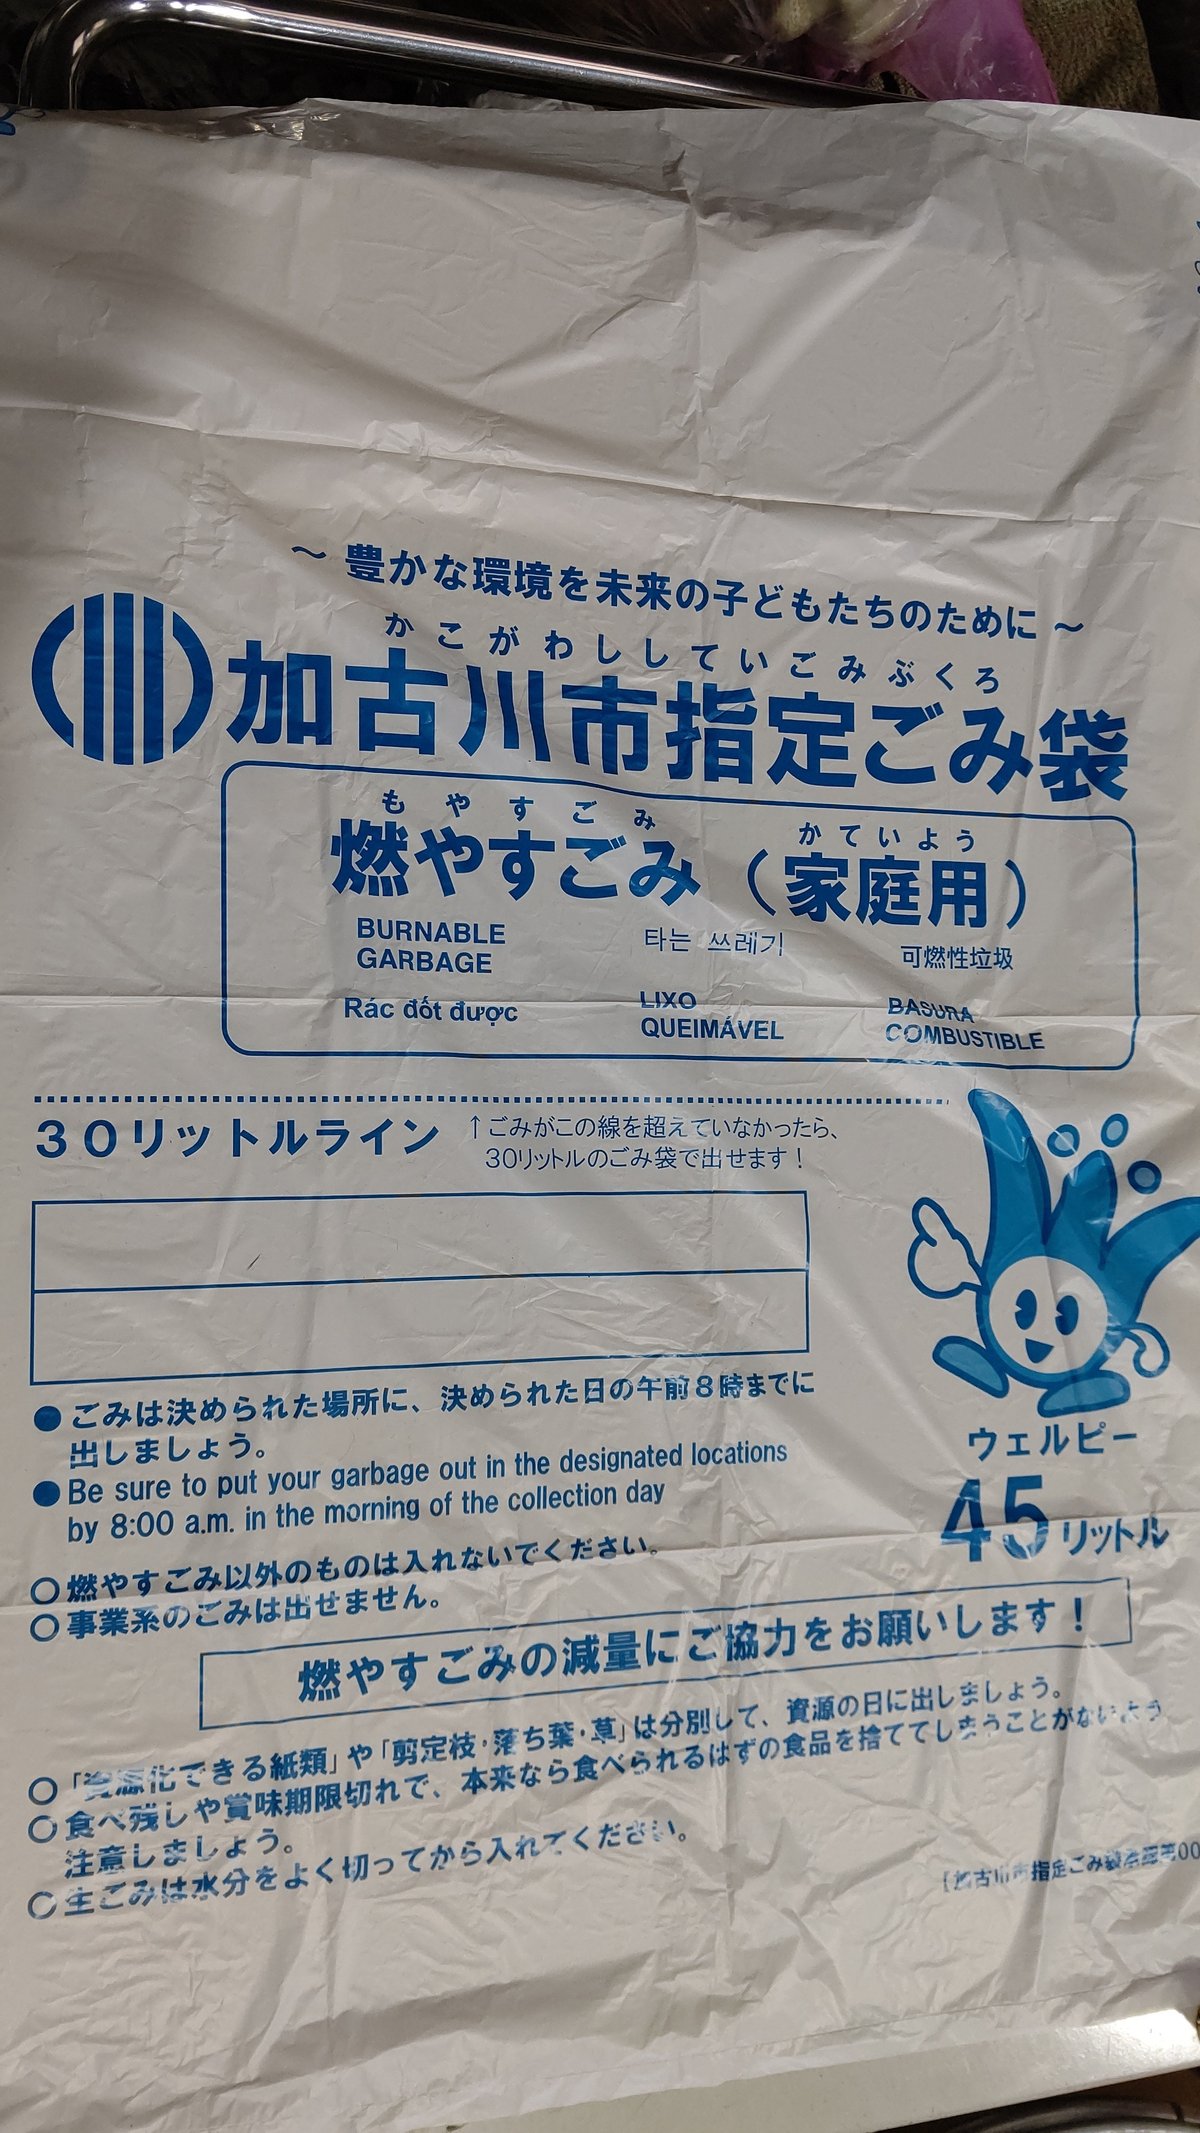 ～ 豊かな環境を未来の子どもたちのために ～
かこがわししていごみぶくろ
加古川市指定ごみ袋
もやすごみ
かていよう
燃やすごみ（家庭用）
BURNABLE
GARBAGE
타는 쓰레기
可燃性垃圾
Rác đốt được
LIXO
QUEIMÁVEL
BASURA
COMBUSTIBLE
30リットルライン
↑ごみがこの線を超えていなかったら、
30リットルのごみ袋で出せます！
●ごみは決められた場所に、決められた日の午前8時までに
出しましょう。
●Be sure to put your garbage out in the designated locations
by 8:00 a.m. in the morning of the collection day
ウェルピー
45リットル
○燃やすごみ以外のものは入れないでください。
○事業系のごみは出せません。
燃やすごみの減量にご協力をお願いします！
○「資源化できる紙類」や「剪定枝・落ち葉・草」は分別して、資源の日に出しましょう。
○食べ残しや賞味期限切れで、本来なら食べられるはずの食品を捨ててしまうことがないよう
注意しましょう。
○生ごみは水分をよく切ってから入れてください。
【加古川市指定ごみ袋